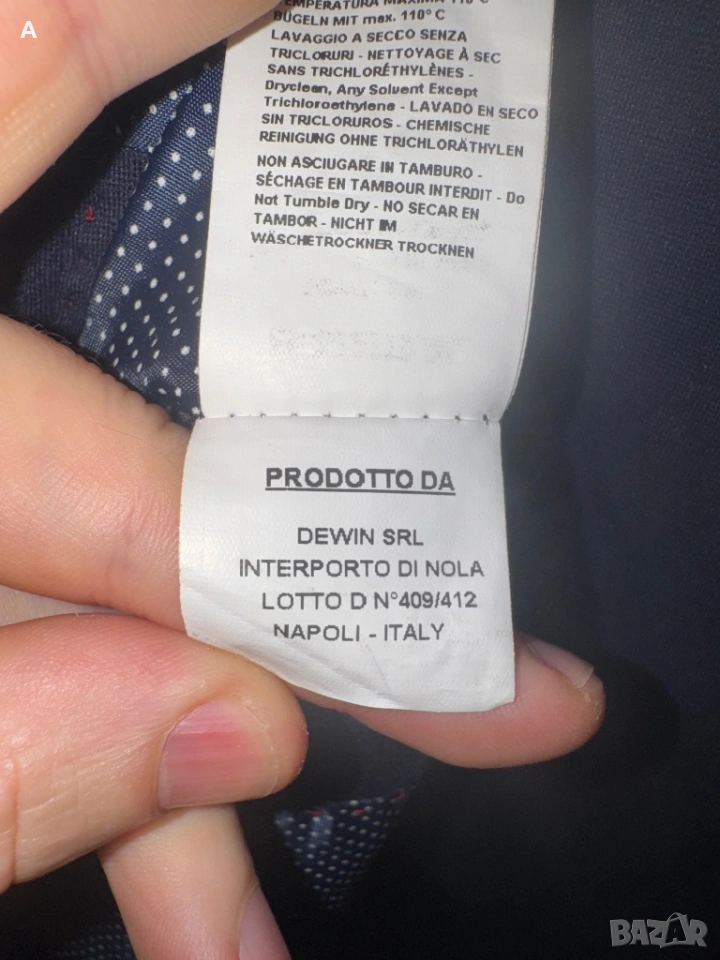 A
TEMPERATURA MAXIMA 110°C
BÜGELN MIT max. 110° C
LAVAGGIO A SECCO SENZA
TRICLORURI - NETTOYAGE À SEC
SANS TRICHLORÉTHYLÈNES -
Dryclean, Any Solvent Except
Trichloroethylene - LAVADO EN SECO
SIN TRICLORUROS - CHEMISCHE
REINIGUNG OHNE TRICHLORÄTHYLEN
NON ASCIUGARE IN TAMBURO -
SÉCHAGE EN TAMBOUR INTERDIT - Do
Not Tumble Dry - NO SECAR EN
TAMBOR - NICHT IM
WÄSCHETROCKNER TROCKNEN
PRODOTTO DA
DEWIN SRL
INTERPORTO DI NOLA
LOTTO D N°409/412
NAPOLI - ITALY
BAZAR